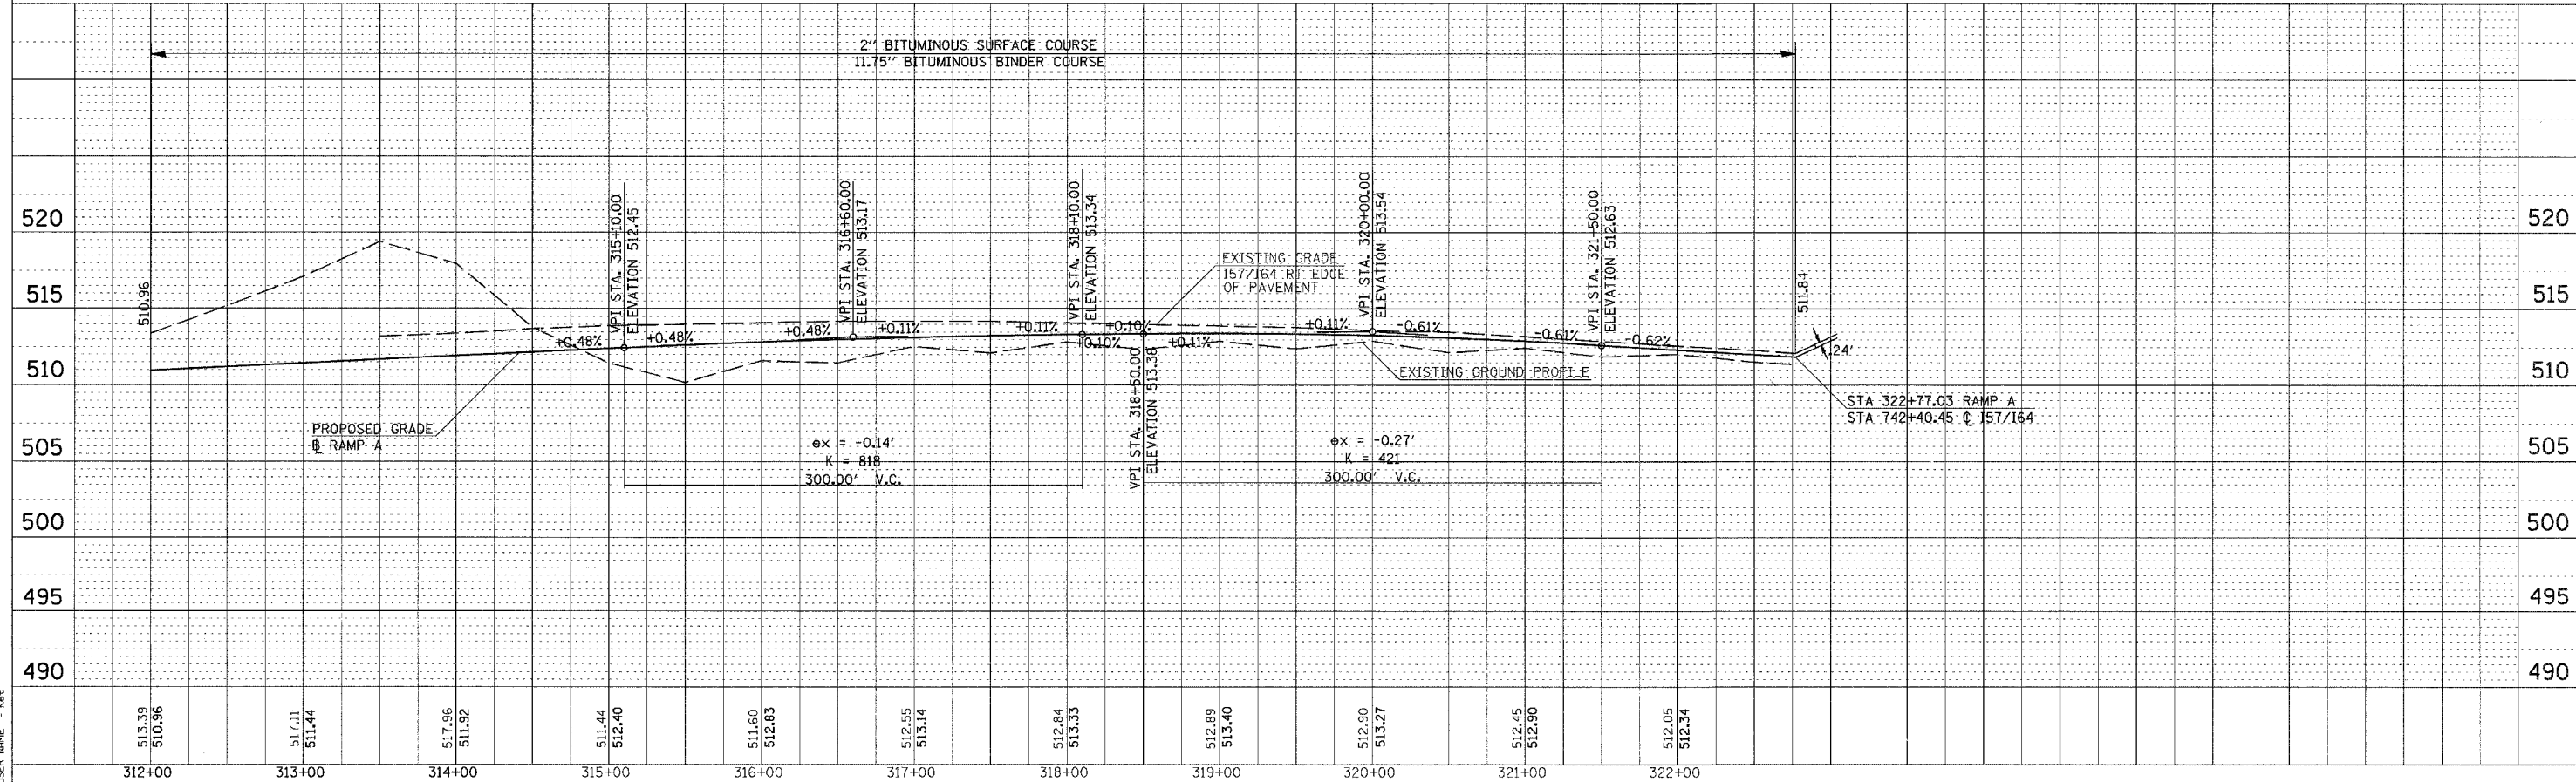 2" BITUMINOUS SURFACE COURSE
11.75" BITUMINOUS BINDER COURSE
520
515
510
505
500
495
490
520
515
510
505
500
495
490
510.96
VPI STA. 315+10.00
ELEVATION 512.45
VPI STA. 316+60.00
ELEVATION 513.17
VPI STA. 318+10.00
ELEVATION 513.34
VPI STA. 318+50.00
ELEVATION 513.38
VPI STA. 320+00.00
ELEVATION 513.54
VPI STA. 321+50.00
ELEVATION 512.63
511.84
EXISTING GRADE
I57/I64 RT EDGE
OF PAVEMENT
+0.48%
+0.48%
+0.48%
+0.11%
+0.11%
+0.10%
+0.10%
+0.11%
+0.11%
-0.61%
-0.61%
-0.62%
.24'
EXISTING GROUND PROFILE
STA 322+77.03 RAMP A
STA 742+40.45 ℄ I57/I64
PROPOSED GRADE
RAMP A
ex = -0.14'
K = 818
300.00' V.C.
ex = -0.27'
K = 421
300.00' V.C.
513.39
510.96
517.11
511.44
517.96
511.92
511.44
512.40
511.60
512.83
512.55
513.14
512.84
513.33
512.89
513.40
512.90
513.27
512.45
512.90
512.05
512.34
312+00
313+00
314+00
315+00
316+00
317+00
318+00
319+00
320+00
321+00
322+00